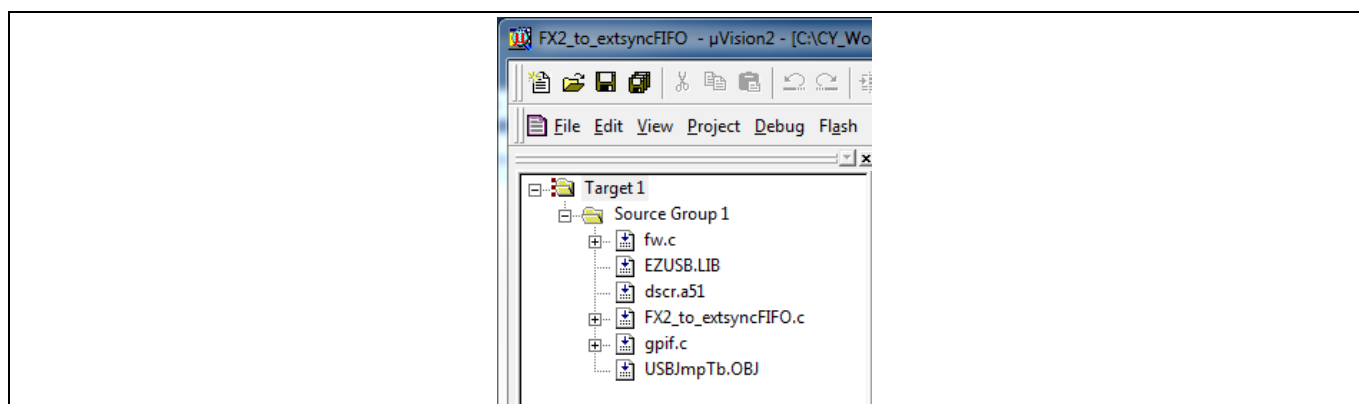 FX2_to_extsyncFIFO - µVision2 - [C:\CY_Wo
File Edit View Project Debug Flash
Target 1
Source Group 1
fw.c
EZUSB.LIB
dscr.a51
FX2_to_extsyncFIFO.c
gpif.c
USBJmpTb.OBJ